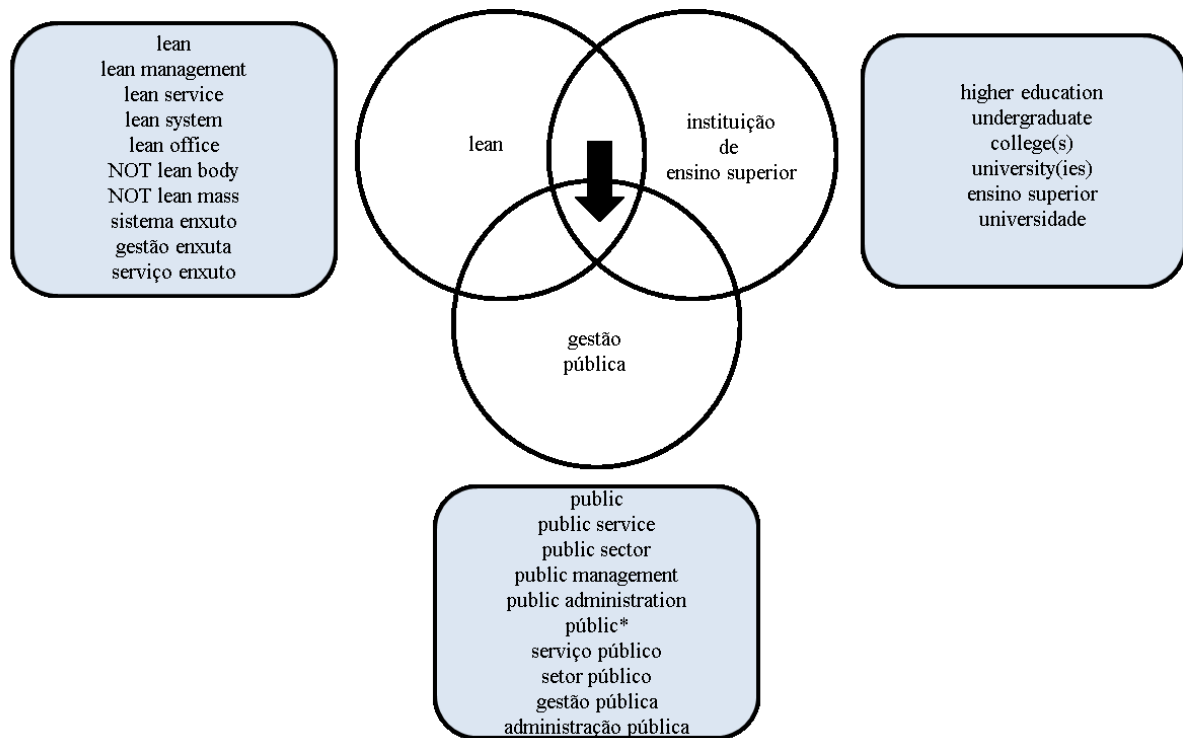 lean
lean management
lean service
lean system
lean office
NOT lean body
NOT lean mass
sistema enxuto
gestão enxuta
serviço enxuto
lean
instituição
de
ensino superior
higher education
undergraduate
college(s)
university(ies)
ensino superior
universidade
gestão
pública
public
public service
public sector
public management
public administration
públic*
serviço público
setor público
gestão pública
administração pública